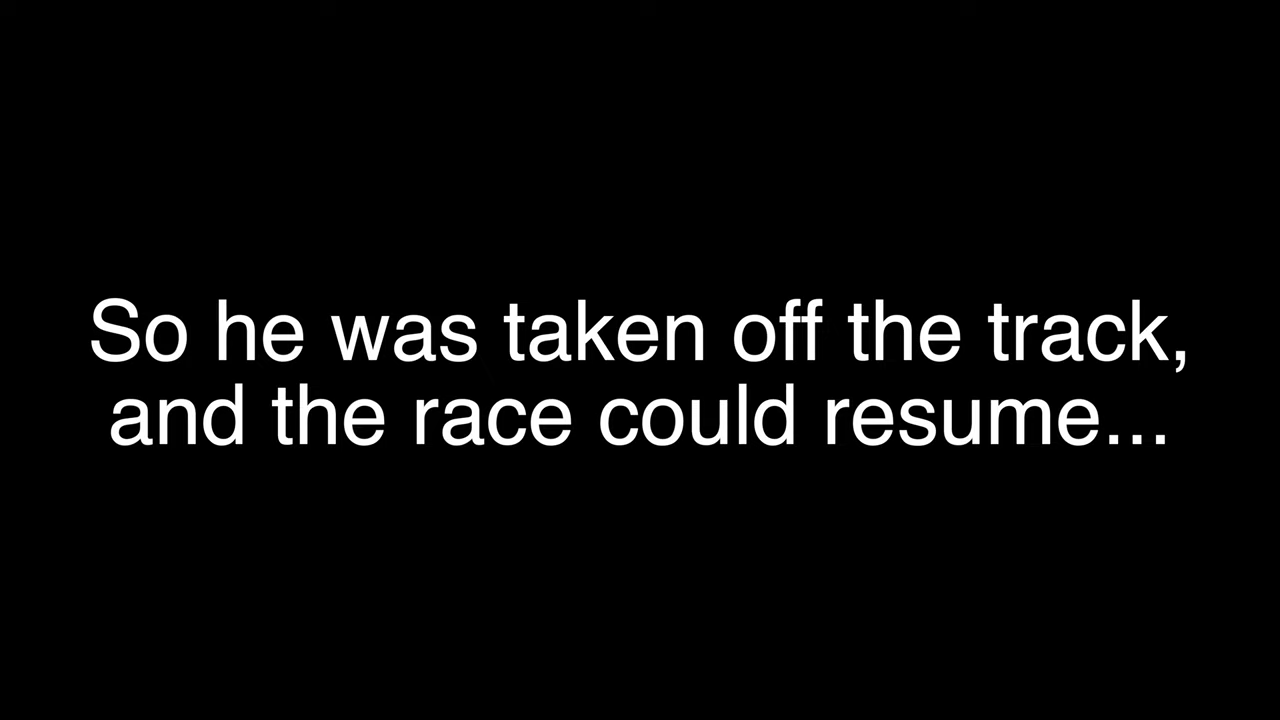 So he was taken off the track,
and the race could resume...